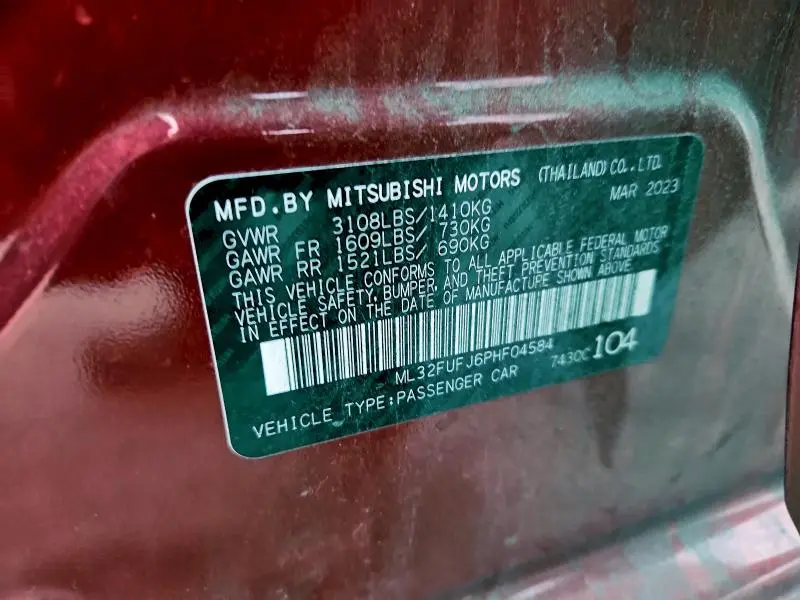 MFD.BY MITSUBISHI MOTORS (THAILAND) CO., LTD.
MAR 2023
GVWR 3108LBS/1410KG
GAWR FR 1609LBS/ 730KG
GAWR RR 1521LBS/ 690KG
THIS VEHICLE CONFORMS TO ALL APPLICABLE FEDERAL MOTOR
VEHICLE SAFETY, BUMPER, AND THEFT PREVENTION STANDARDS
IN EFFECT ON THE DATE OF MANUFACTURE SHOWN ABOVE.
ML32FUFJ6PHF04584
7430C 104
VEHICLE TYPE:PASSENGER CAR